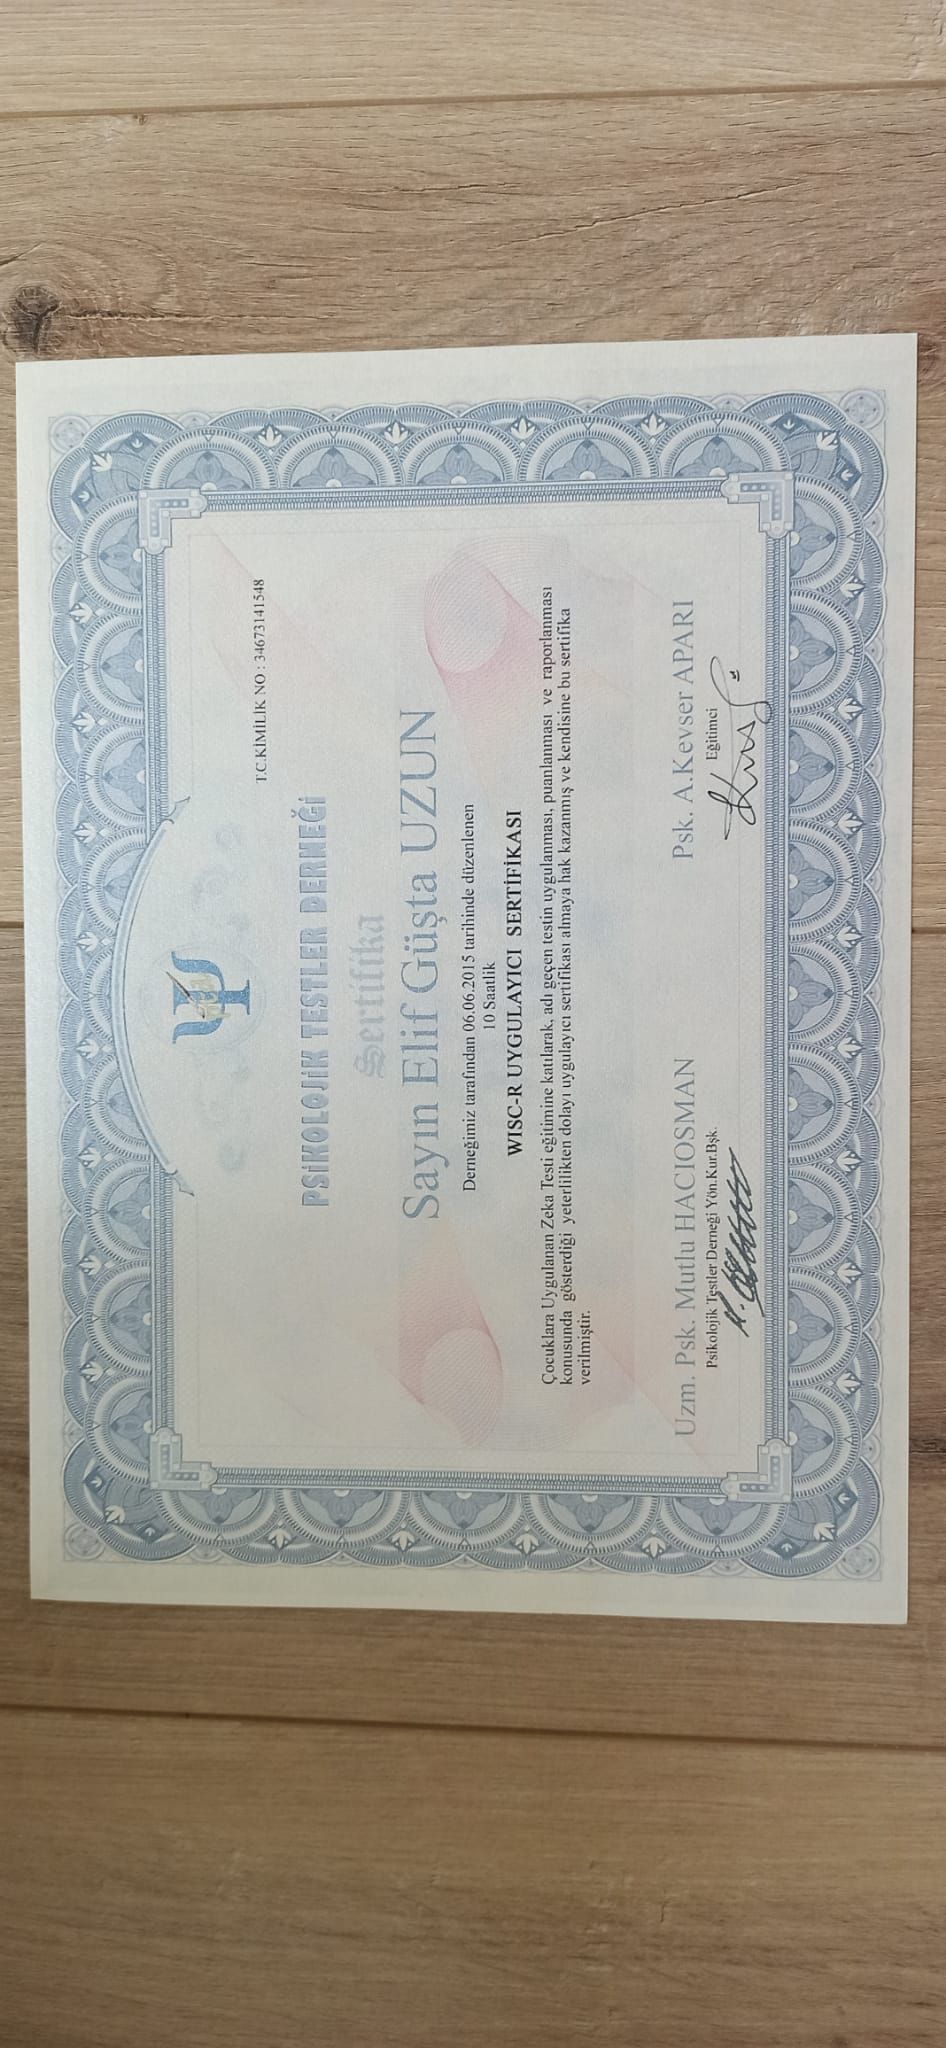 T.C.KİMİLİK NO : 34673141548
PSİKOLOJİK TESTLER DERNEĞİ
Sertifika
Sayın Elif Güşta UZUN
Derneğimiz tarafından 06.06.2015 tarihinde düzenlenen
10 Saatlik
WISC-R UYGULAYICI SERTİFİKASI
Çocuklara Uygulanan Zeka Testi eğitimine katılarak, adı geçen testin uygulanması, puanlanması ve raporlanması
konusunda gösterdiği yeterlilikten dolayı uygulayıcı sertifikası almaya hak kazanmış ve kendisine bu sertifika
verilmiştir.
Uzm. Psk. Mutlu HACIOSMAN
Psikolojik Testler Derneği Yön.Kur.Bşk.
Psk. A.Kevser APARI
Eğitimci